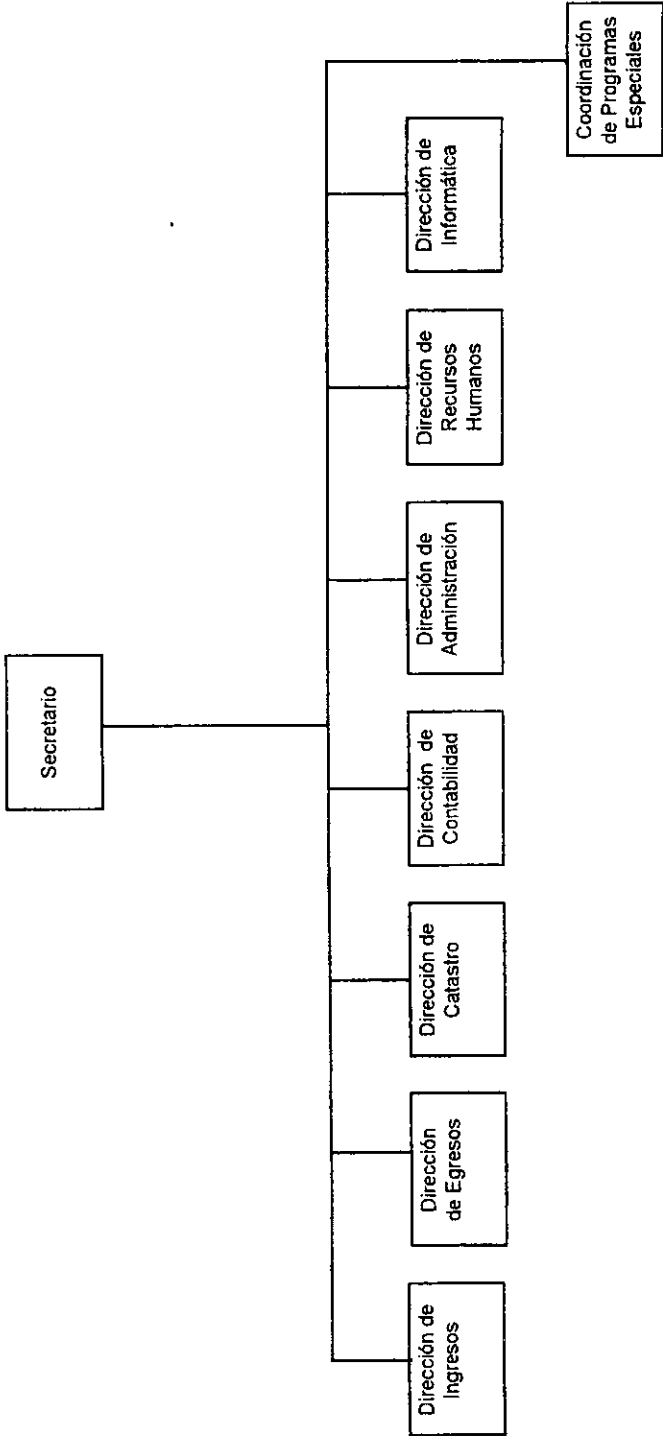 Secretario
Dirección de
Ingresos
Dirección
de Egresos
Dirección de
Catastro
Dirección de
Contabilidad
Dirección de
Administración
Dirección de
Recursos
Humanos
Dirección de
Informática
Coordinación
de Programas
Especiales